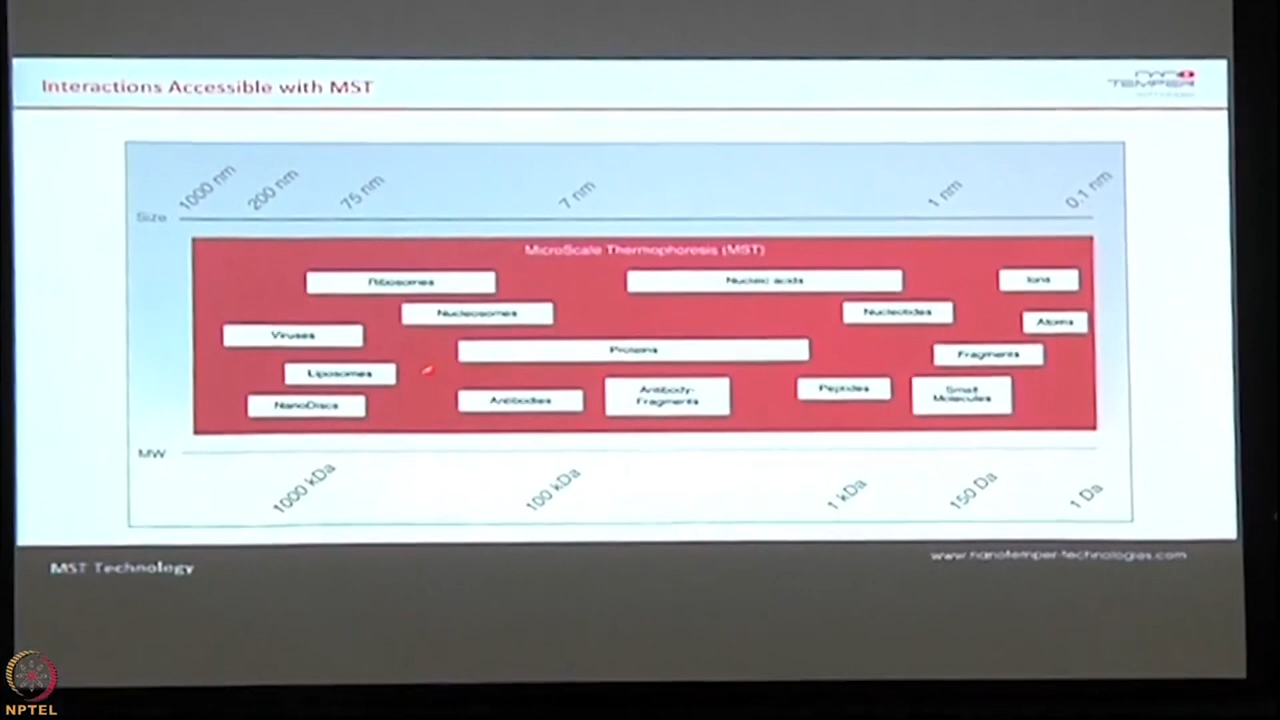 Interactions Accessible with MST
NANO
TEMPER
1000 nm
200 nm
75 nm
7 nm
1 nm
0.1 nm
Size
MicroScale Thermophoresis (MST)
Ribosomes
Nucleic acids
Ions
Nucleosomes
Nucleotides
Atoms
Viruses
Proteins
Fragments
Liposomes
NanoDiscs
Antibodies
Antibody-
Fragments
Peptides
Small
Molecules
MW
1000 kDa
100 kDa
1 kDa
150 Da
1 Da
MST Technology
www.nanotemper-technologies.com
NPTEL